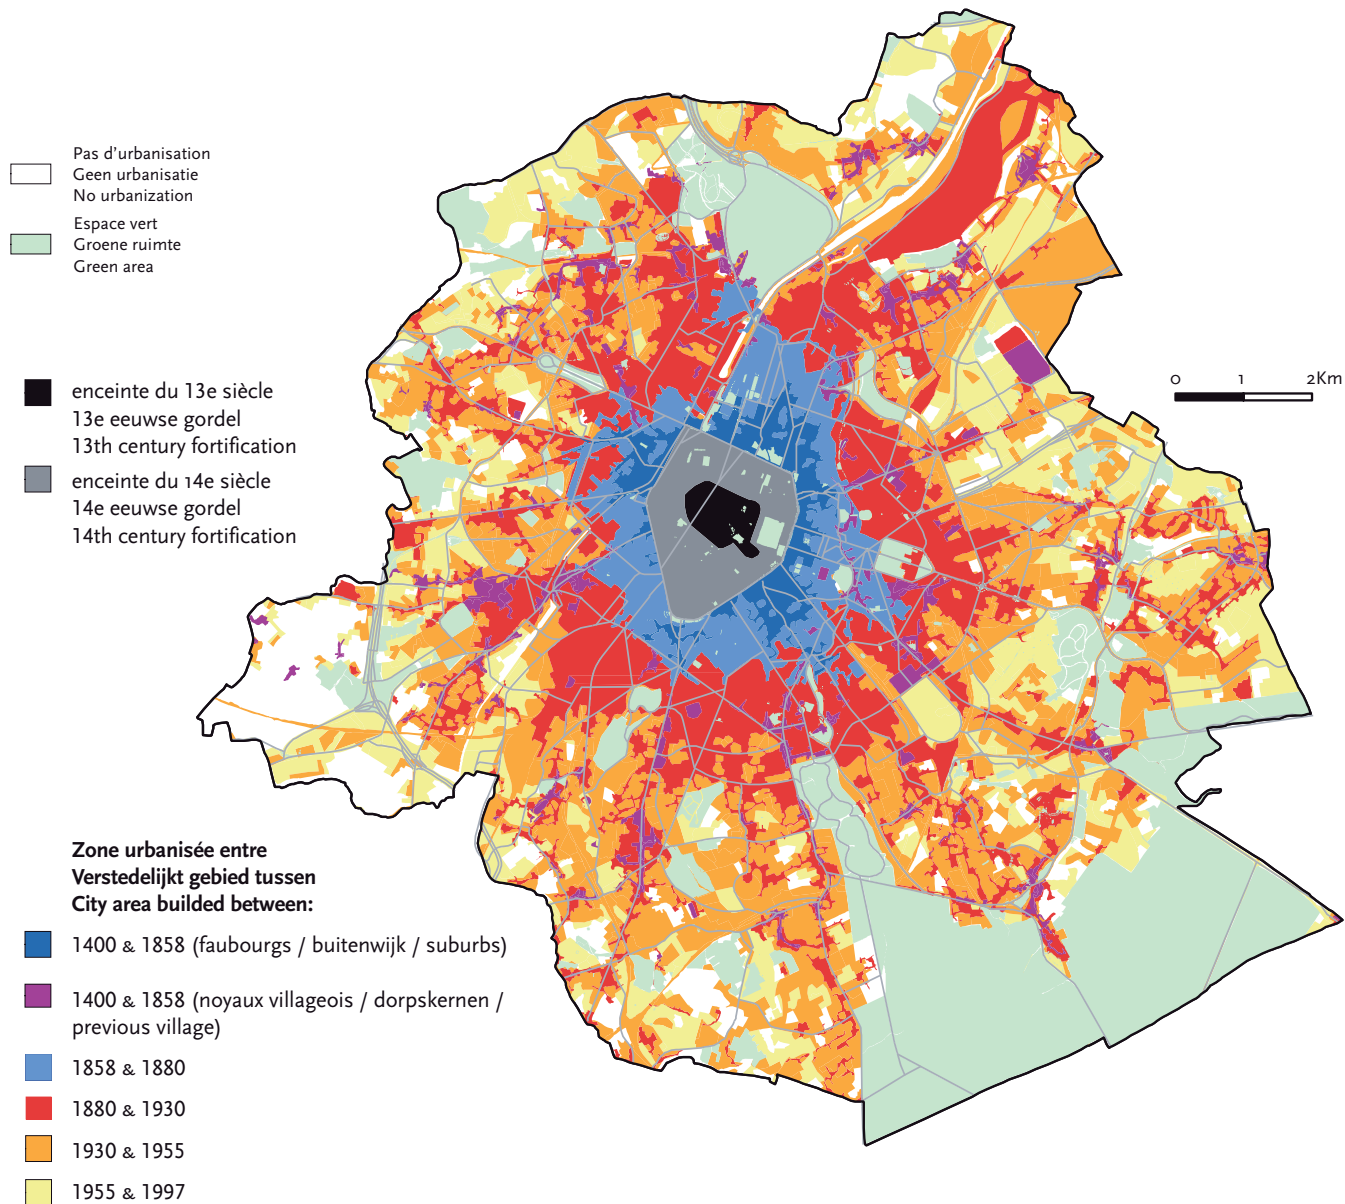 Pas d'urbanisation
Geen urbanisatie
No urbanization
Espace vert
Groene ruimte
Green area
enceinte du 13e siècle
13e eeuwse gordel
13th century fortification
enceinte du 14e siècle
14e eeuwse gordel
14th century fortification
0 1 2Km
Zone urbanisée entre
Verstedelijkt gebied tussen
City area builded between:
1400 & 1858 (faubourgs / buitenwijk / suburbs)
1400 & 1858 (noyaux villageois / dorpskernen /
previous village)
1858 & 1880
1880 & 1930
1930 & 1955
1955 & 1997